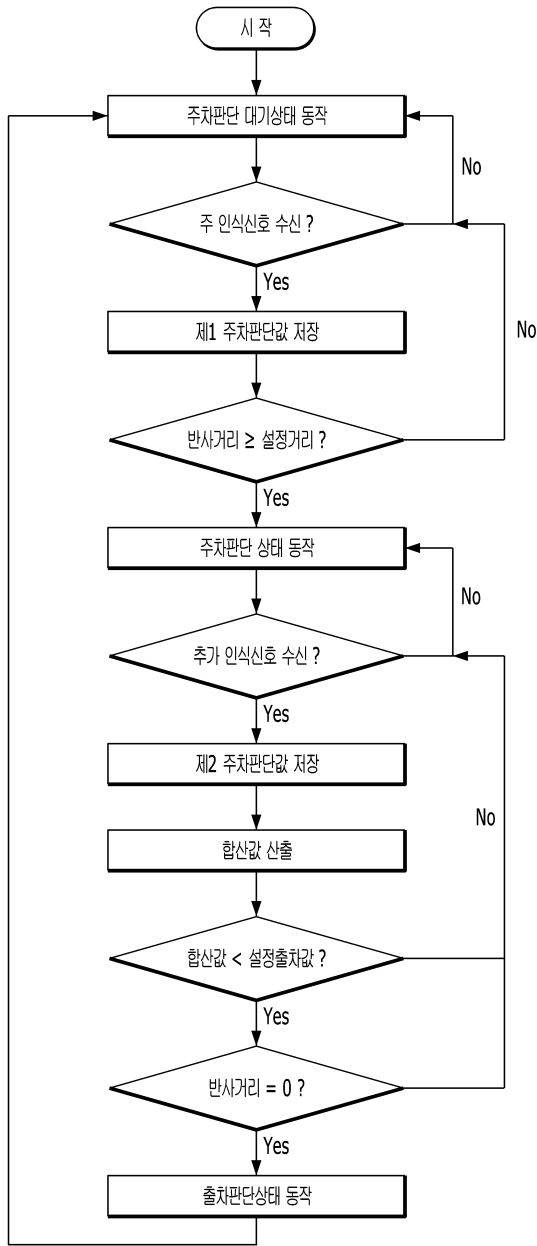 시 작
주차판단 대기상태 동작
No
주 인식신호 수신 ?
Yes
제1 주차판단값 저장
No
반사거리 ≥ 설정거리 ?
Yes
주차판단 상태 동작
No
추가 인식신호 수신 ?
Yes
제2 주차판단값 저장
No
합산값 산출
합산값 < 설정출차값 ?
Yes
반사거리 = 0 ?
Yes
출차판단상태 동작